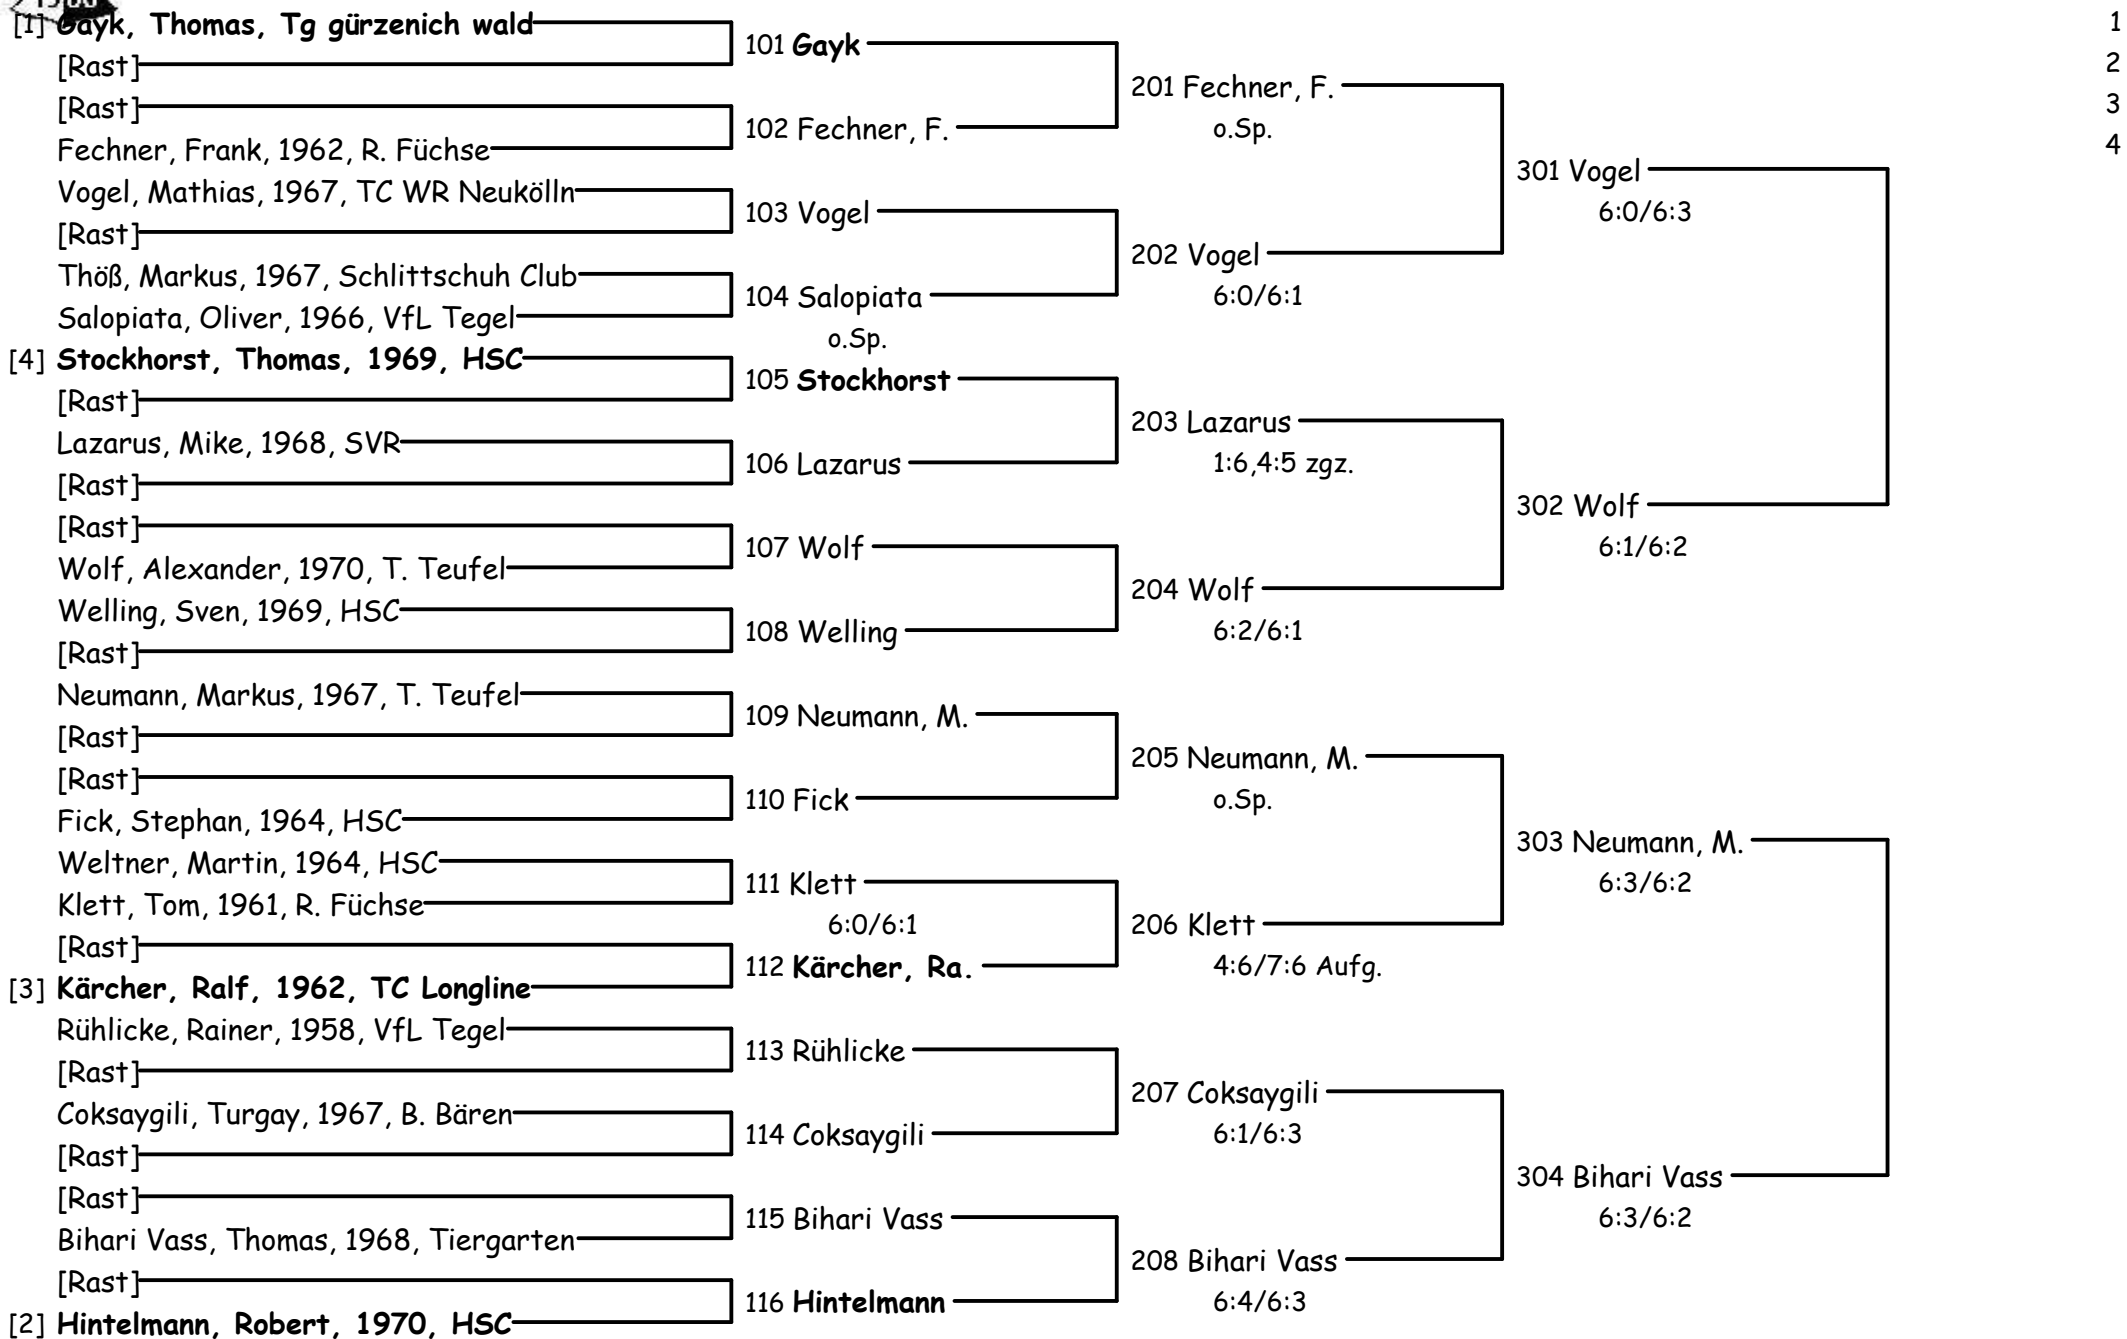 [1] Gayk, Thomas, Tg gürzenich wald
[Rast]
[Rast]
Fechner, Frank, 1962, R. Füchse
Vogel, Mathias, 1967, TC WR Neukölln
[Rast]
Thöß, Markus, 1967, Schlittschuh Club
Salopiata, Oliver, 1966, VfL Tegel
[4] Stockhorst, Thomas, 1969, HSC
[Rast]
Lazarus, Mike, 1968, SVR
[Rast]
[Rast]
Wolf, Alexander, 1970, T. Teufel
Welling, Sven, 1969, HSC
[Rast]
Neumann, Markus, 1967, T. Teufel
[Rast]
[Rast]
Fick, Stephan, 1964, HSC
Weltner, Martin, 1964, HSC
Klett, Tom, 1961, R. Füchse
[Rast]
[3] Kärcher, Ralf, 1962, TC Longline
Rühlicke, Rainer, 1958, VfL Tegel
[Rast]
Coksaygili, Turgay, 1967, B. Bären
[Rast]
[Rast]
Bihari Vass, Thomas, 1968, Tiergarten
[Rast]
[2] Hintelmann, Robert, 1970, HSC
101 Gayk
102 Fechner, F.
103 Vogel
104 Salopiata
o.Sp.
105 Stockhorst
106 Lazarus
107 Wolf
108 Welling
109 Neumann, M.
110 Fick
111 Klett
6:0/6:1
112 Kärcher, Ra.
113 Rühlicke
114 Coksaygili
115 Bihari Vass
116 Hintelmann
201 Fechner, F.
o.Sp.
202 Vogel
6:0/6:1
203 Lazarus
1:6,4:5 zgz.
204 Wolf
6:2/6:1
205 Neumann, M.
o.Sp.
206 Klett
4:6/7:6 Aufg.
207 Coksaygili
6:1/6:3
208 Bihari Vass
6:4/6:3
301 Vogel
6:0/6:3
302 Wolf
6:1/6:2
303 Neumann, M.
6:3/6:2
304 Bihari Vass
6:3/6:2
1
2
3
4